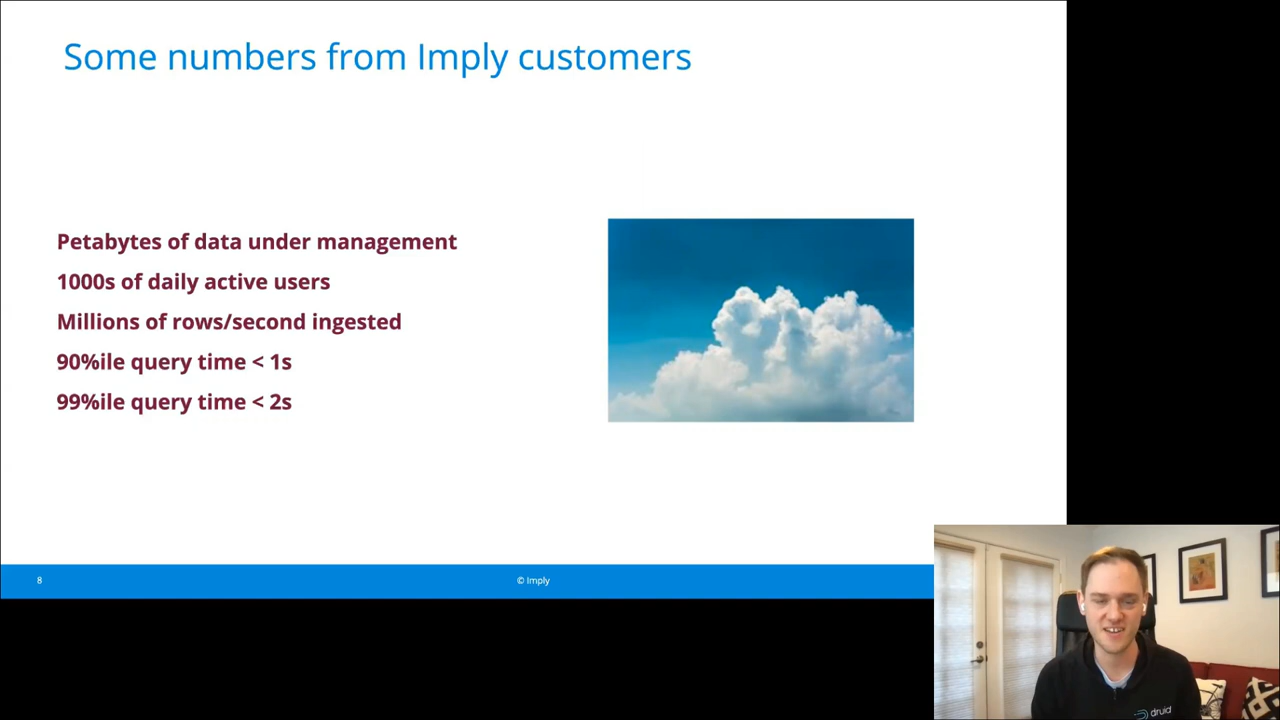 Some numbers from Imply customers
Petabytes of data under management
1000s of daily active users
Millions of rows/second ingested
90%ile query time < 1s
99%ile query time < 2s
8
© Imply
druid